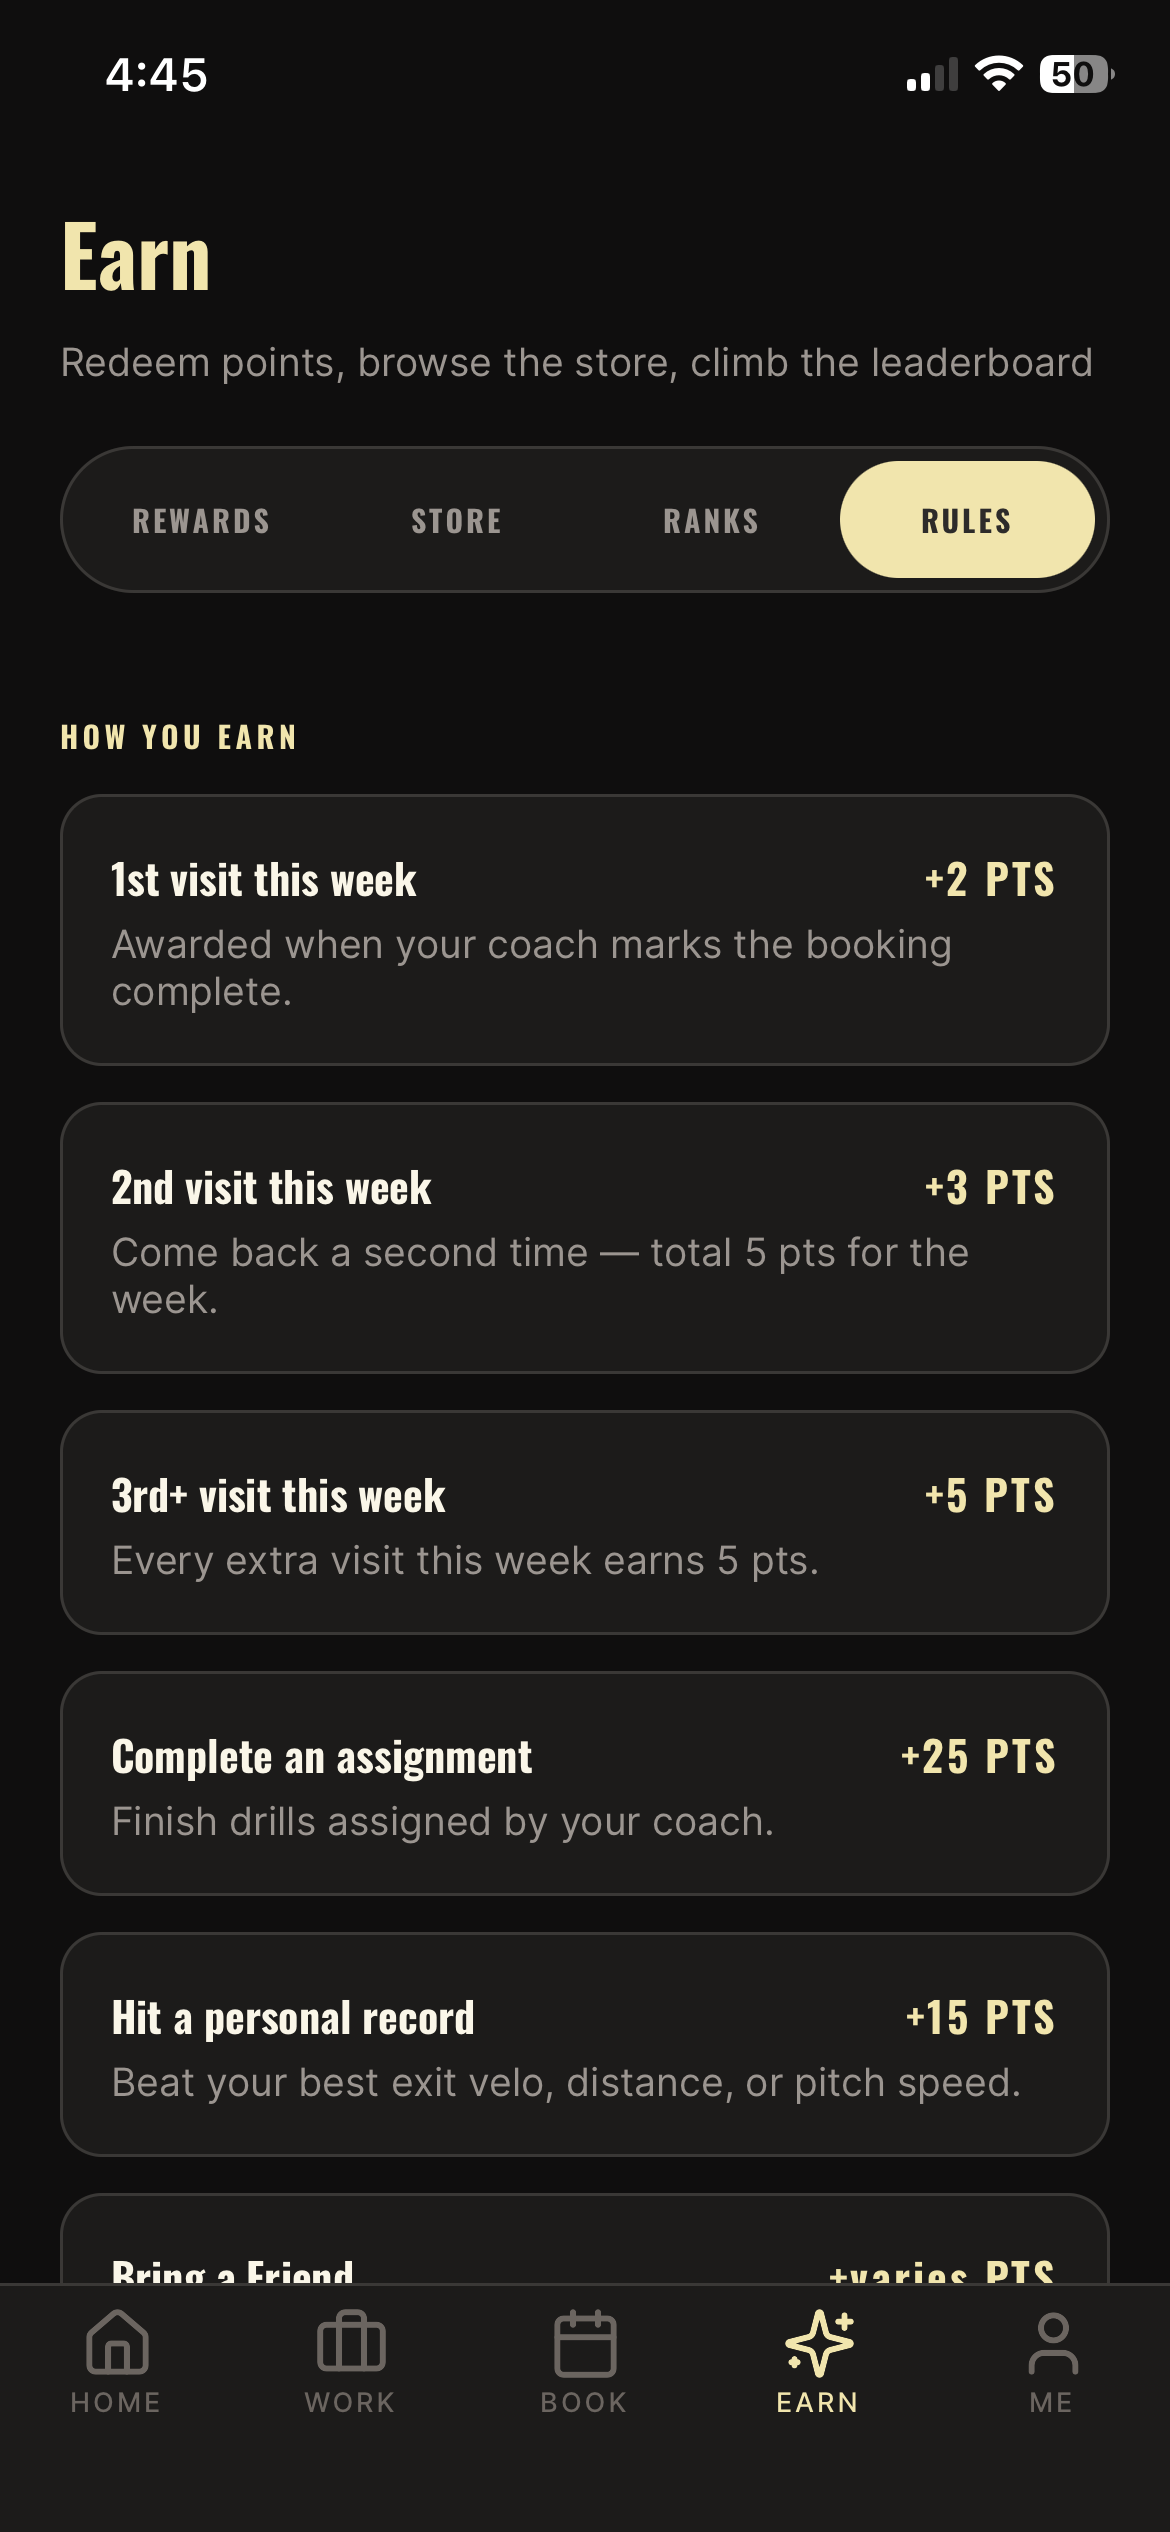 4:45
50
Earn
Redeem points, browse the store, climb the leaderboard
REWARDS STORE RANKS RULES
HOW YOU EARN
1st visit this week +2 PTS
Awarded when your coach marks the booking
complete.
2nd visit this week +3 PTS
Come back a second time — total 5 pts for the
week.
3rd+ visit this week +5 PTS
Every extra visit this week earns 5 pts.
Complete an assignment +25 PTS
Finish drills assigned by your coach.
Hit a personal record +15 PTS
Beat your best exit velo, distance, or pitch speed.
Bring a Friend +varies PTS
HOME WORK BOOK EARN ME